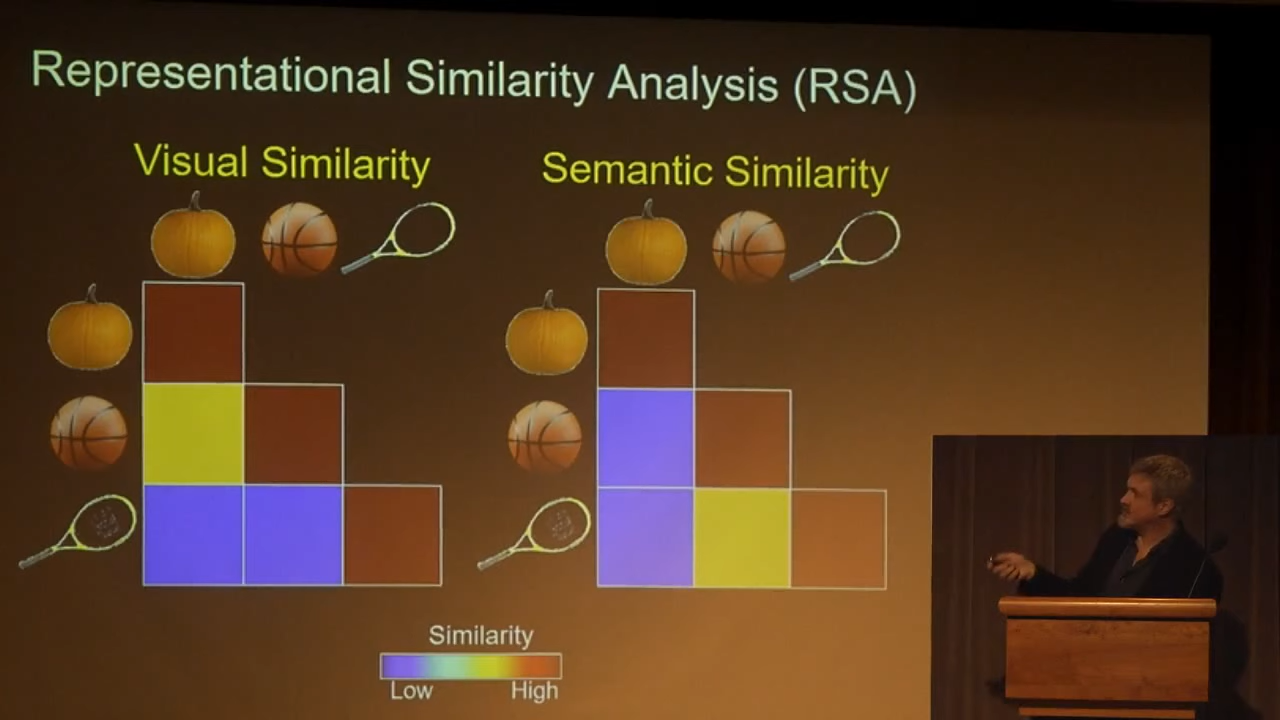 Representational Similarity Analysis (RSA)
Visual Similarity
Semantic Similarity
Similarity
Low
High